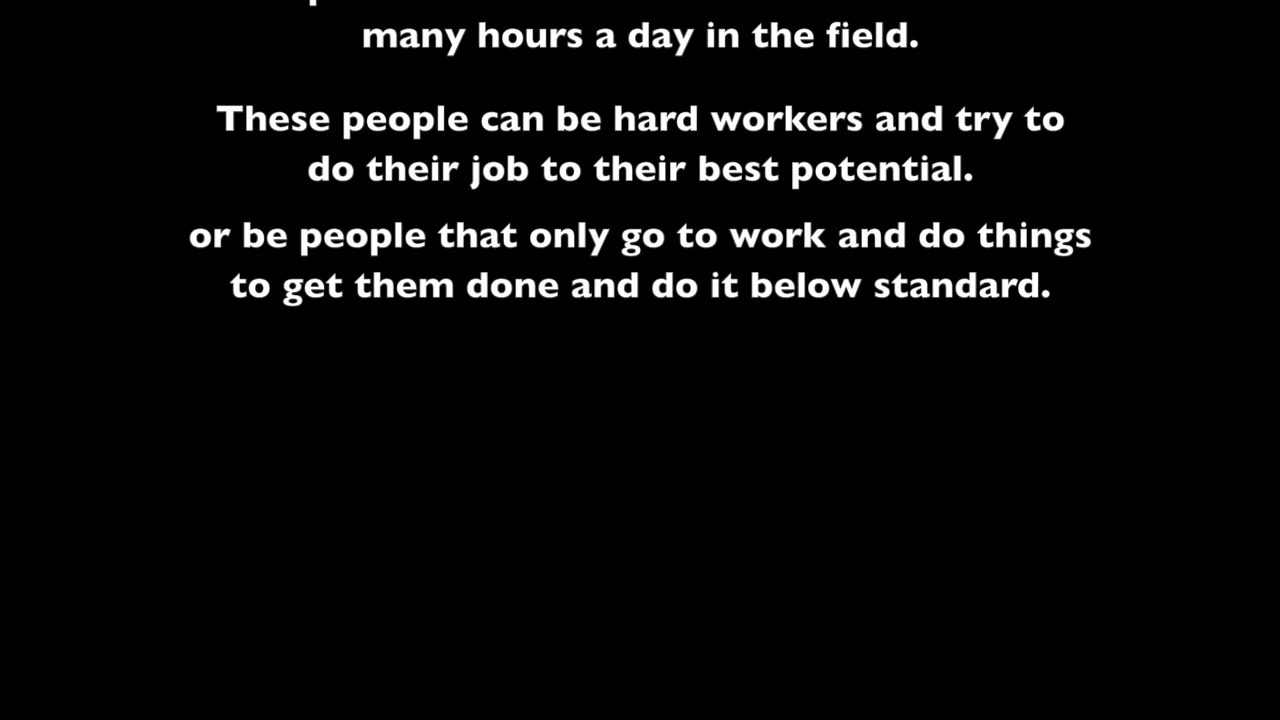 many hours a day in the field.
These people can be hard workers and try to
do their job to their best potential.
or be people that only go to work and do things
to get them done and do it below standard.